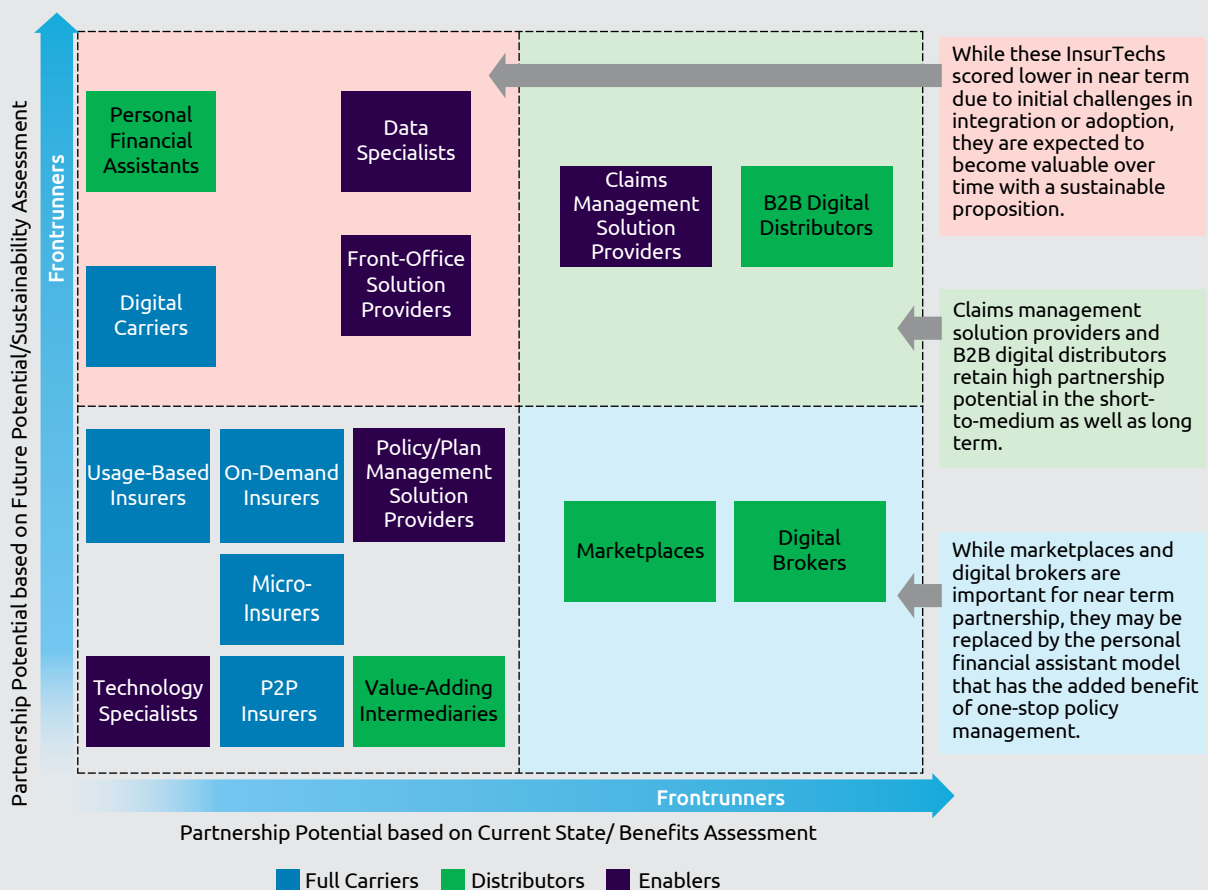 Partnership Potential based on Future Potential/Sustainability Assessment
Frontrunners
Personal
Financial
Assistants
Data
Specialists
Digital
Carriers
Front-Office
Solution
Providers
Claims
Management
Solution
Providers
B2B Digital
Distributors
Usage-Based
Insurers
On-Demand
Insurers
Policy/Plan
Management
Solution
Providers
Micro-
Insurers
Technology
Specialists
P2P
Insurers
Value-Adding
Intermediaries
Marketplaces
Digital
Brokers
While these InsurTechs
scored lower in near term
due to initial challenges in
integration or adoption,
they are expected to
become valuable over
time with a sustainable
proposition.
Claims management
solution providers and
B2B digital distributors
retain high partnership
potential in the short-
to-medium as well as long
term.
While marketplaces and
digital brokers are
important for near term
partnership, they may be
replaced by the personal
financial assistant model
that has the added benefit
of one-stop policy
management.
Frontrunners
Partnership Potential based on Current State/ Benefits Assessment
Full Carriers
Distributors
Enablers